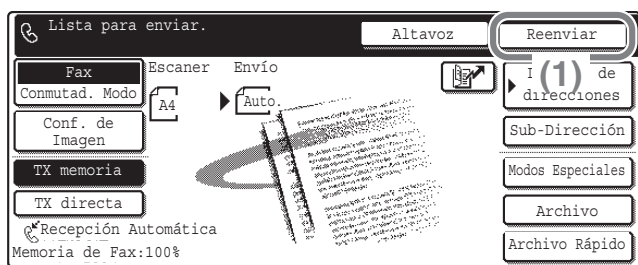 Lista para enviar.
Altavoz
Reenviar
(1)
Fax
Conmutad. Modo
Escaner
Envío
A4
Auto.
de
direcciones
Conf. de
Imagen
Sub-Dirección
TX memoria
Modos Especiales
TX directa
Archivo
Recepción Automática
Memoria de Fax:100%
Archivo Rápido